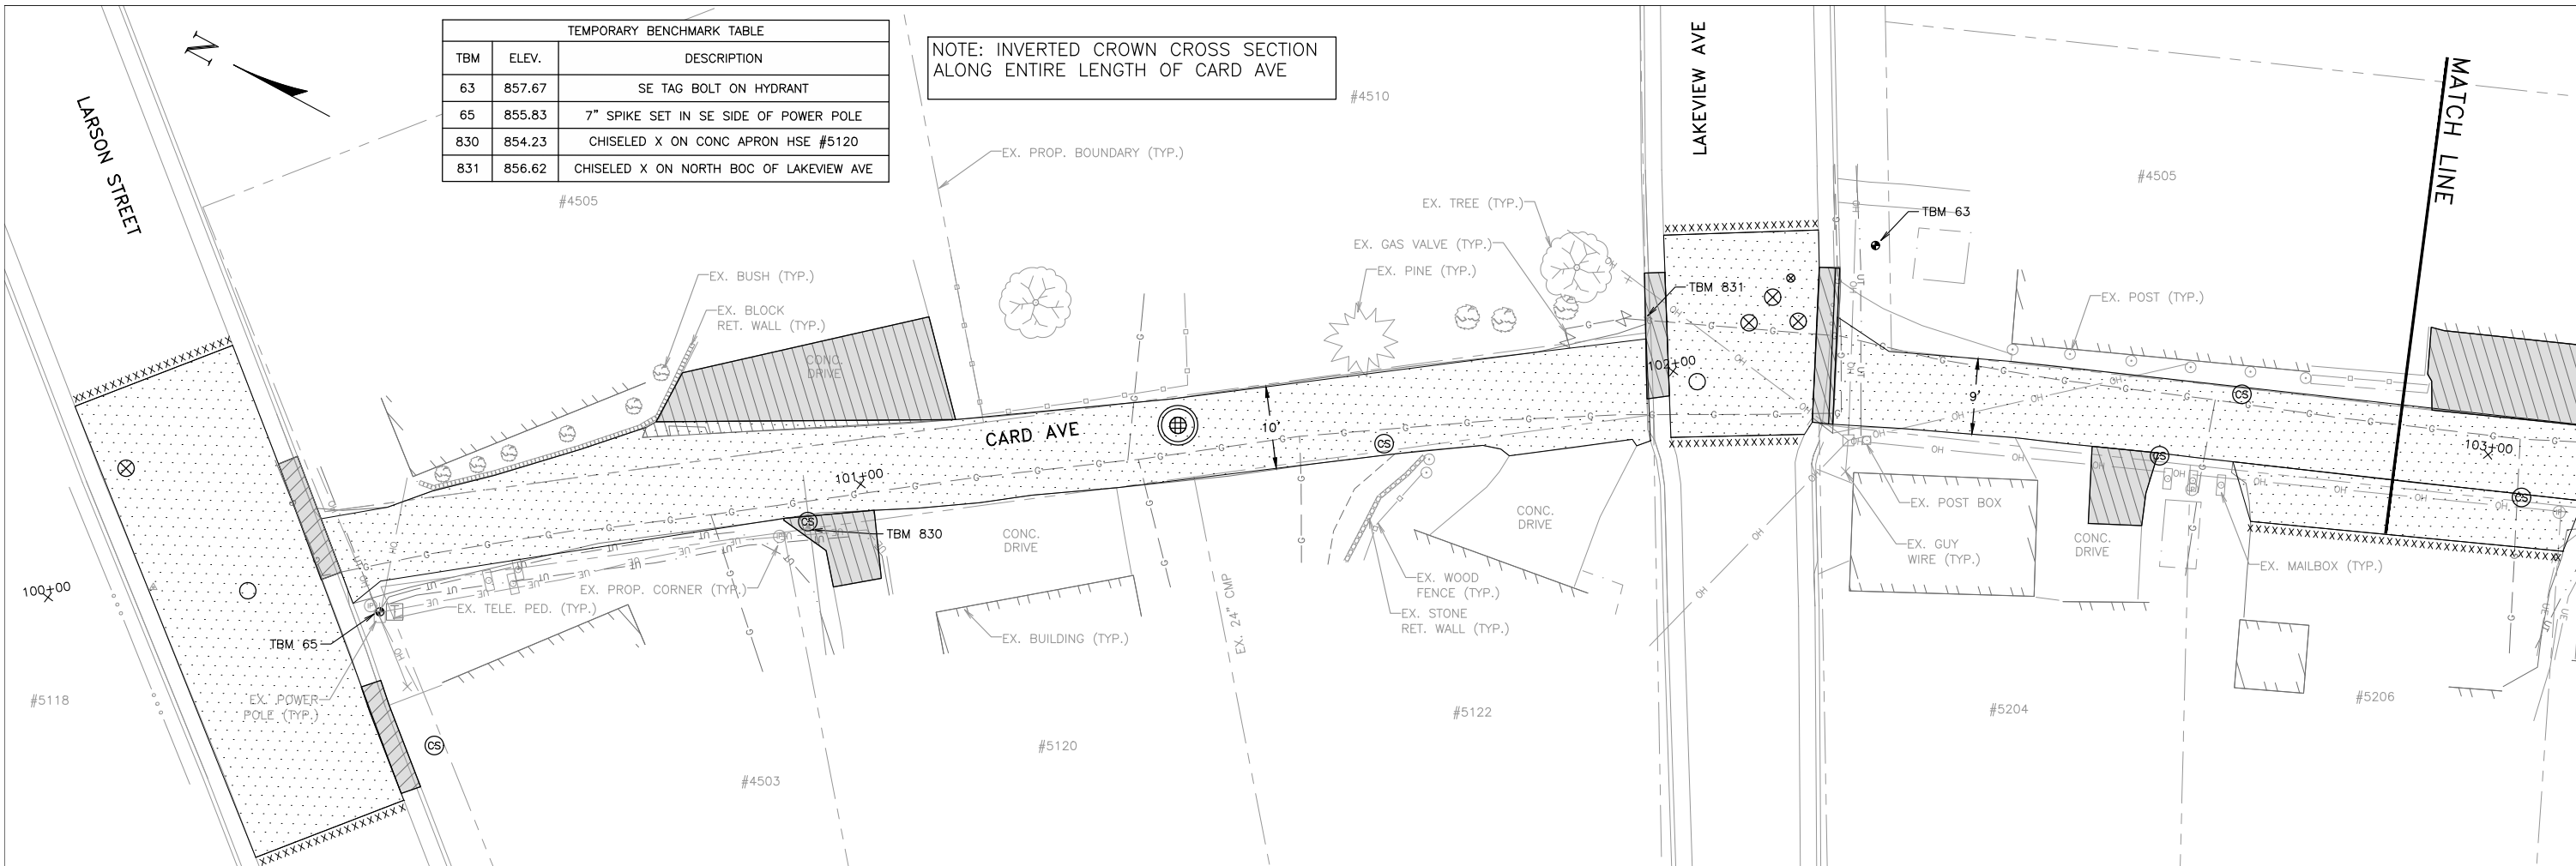 N
LARSON STREET
TEMPORARY BENCHMARK TABLE
TBM ELEV. DESCRIPTION
63 857.67 SE TAG BOLT ON HYDRANT
65 855.83 7" SPIKE SET IN SE SIDE OF POWER POLE
830 854.23 CHISELED X ON CONC APRON HSE #5120
831 856.62 CHISELED X ON NORTH BOC OF LAKEVIEW AVE
NOTE: INVERTED CROWN CROSS SECTION
ALONG ENTIRE LENGTH OF CARD AVE
#4510
LAKEVIEW AVE
MATCH LINE
EX. PROP. BOUNDARY (TYP.)
#4505
#4505
EX. TREE (TYP.)
TBM 63
EX. GAS VALVE (TYP.)
EX. PINE (TYP.)
EX. BUSH (TYP.)
TBM 831
EX. POST (TYP.)
EX. BLOCK
RET. WALL (TYP.)
CONC.
DRIVE
102+00
CARD AVE
10'
9'
CS
CS
CS
103+00
CS
101+00
CS
TBM 830
CONC.
DRIVE
CONC.
DRIVE
EX. POST BOX
EX. GUY
WIRE (TYP.)
CONC.
DRIVE
EX. MAILBOX (TYP.)
100+00
EX. PROP. CORNER (TYP.)
EX. TELE. PED. (TYP.)
EX. WOOD
FENCE (TYP.)
EX. STONE
RET. WALL (TYP.)
EX. 24" CMP
EX. BUILDING (TYP.)
TBM 65
EX. POWER
POLE (TYP.)
#5118
CS
#4503
#5120
#5122
#5204
#5206